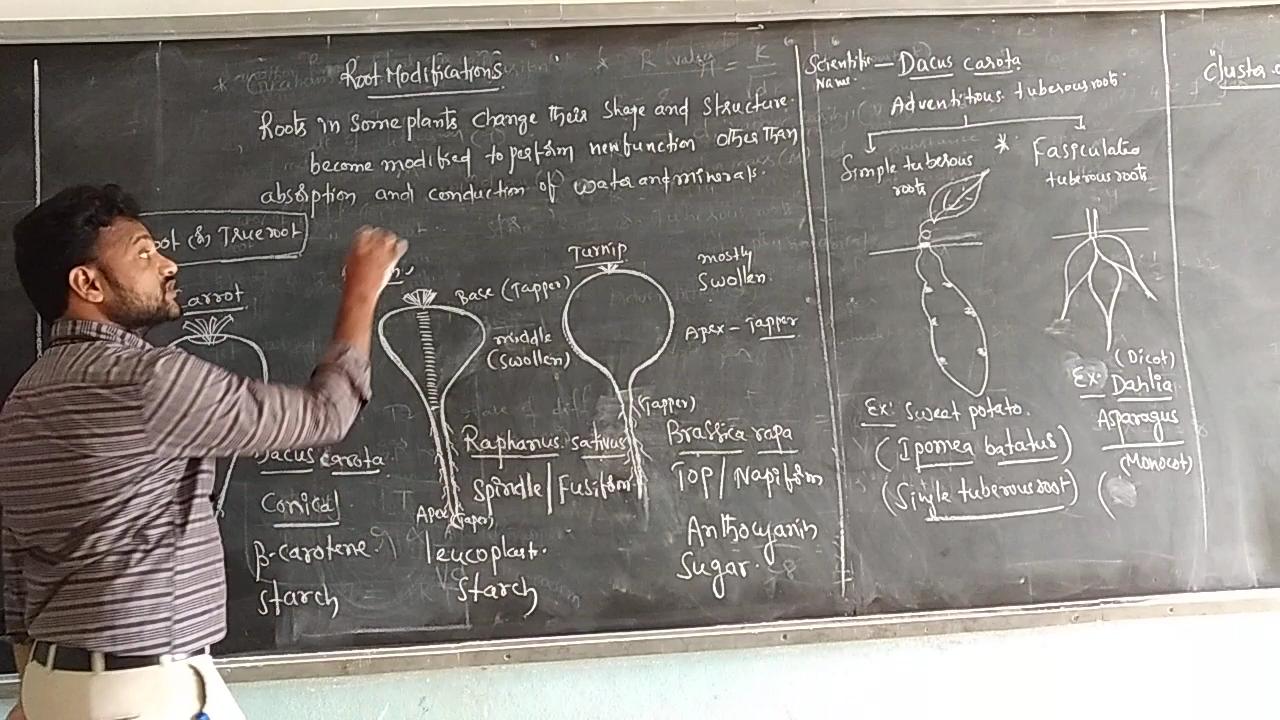 Root Modifications
Roots in some plants change their shape and structure.
become modified to perform new function other than
absorption and conduction of water and minerals.
oot (or) True root
arrot
Dacus carota
Conical
β-carotene
Starch
Base (Tapper)
middle
(Swollen)
Raphanus sativus
Spindle/Fusiform
Apex
(Taper)
leucoplast.
Starch
Turnip
mostly
Swollen
Apex - Tapper
(Tapper)
Brassica rapa
Top/Napiform
Anthocyanin
Sugar.
Scientific Name - Dacus carota
Adventitious tuberous root.
Simple tuberous
roots
Ex: Sweet potato.
(Ipomea batatus)
(Single tuberous root)
* Fasiculated
tuberous roots
(Dicot)
Ex: Dahlia
Asparagus
(Monocot)
Cluster